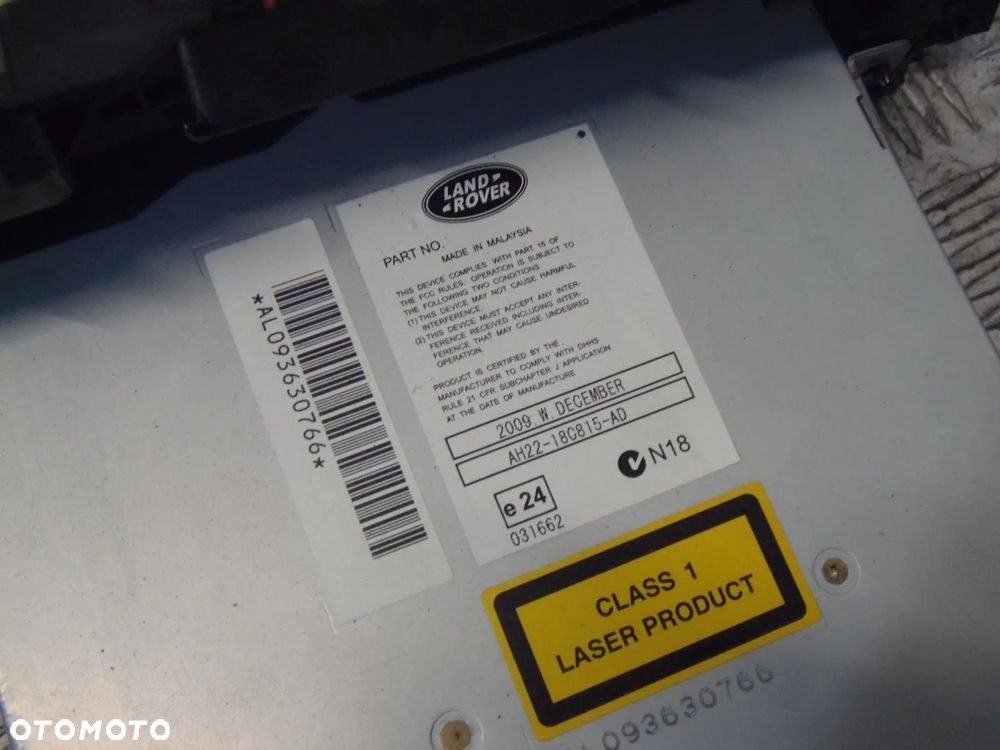 LAND
ROVER
PART NO.
MADE IN MALAYSIA
THIS DEVICE COMPLIES WITH PART 15 OF
THE FCC RULES. OPERATION IS SUBJECT TO
THE FOLLOWING TWO CONDITIONS
(1) THIS DEVICE MAY NOT CAUSE HARMFUL
INTERFERENCE.
(2) THIS DEVICE MUST ACCEPT ANY INTER-
FERENCE RECEIVED INCLUDING INTER-
FERENCE THAT MAY CAUSE UNDESIRED
OPERATION.
PRODUCT IS CERTIFIED BY THE
MANUFACTURER TO COMPLY WITH DHHS
RULE 21 CFR SUBCHAPTER J APPLICATION
AT THE DATE OF MANUFACTURE
2009. W. DECEMBER
AH22-18C815-AD
e 24
N18
031662
*AL093630766*
CLASS 1
LASER PRODUCT
L093630766
OTOMOTO